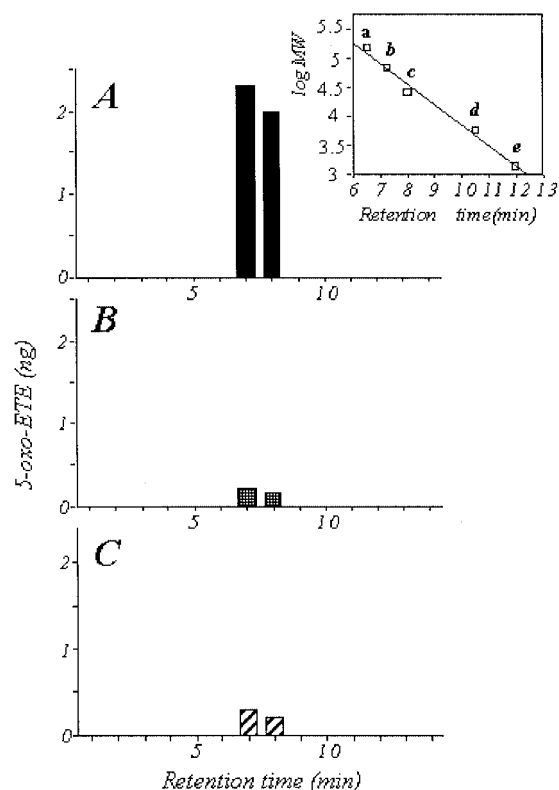 A
2
1
0
5
10
log MW
5.5
5
4.5
4
3.5
3
a
b
c
d
e
6 7 8 9 10 11 12 13
Retention time(min)
5-oxo-ETE (ng)
B
2
1
0
5
10
C
2
1
0
5
10
Retention time (min)